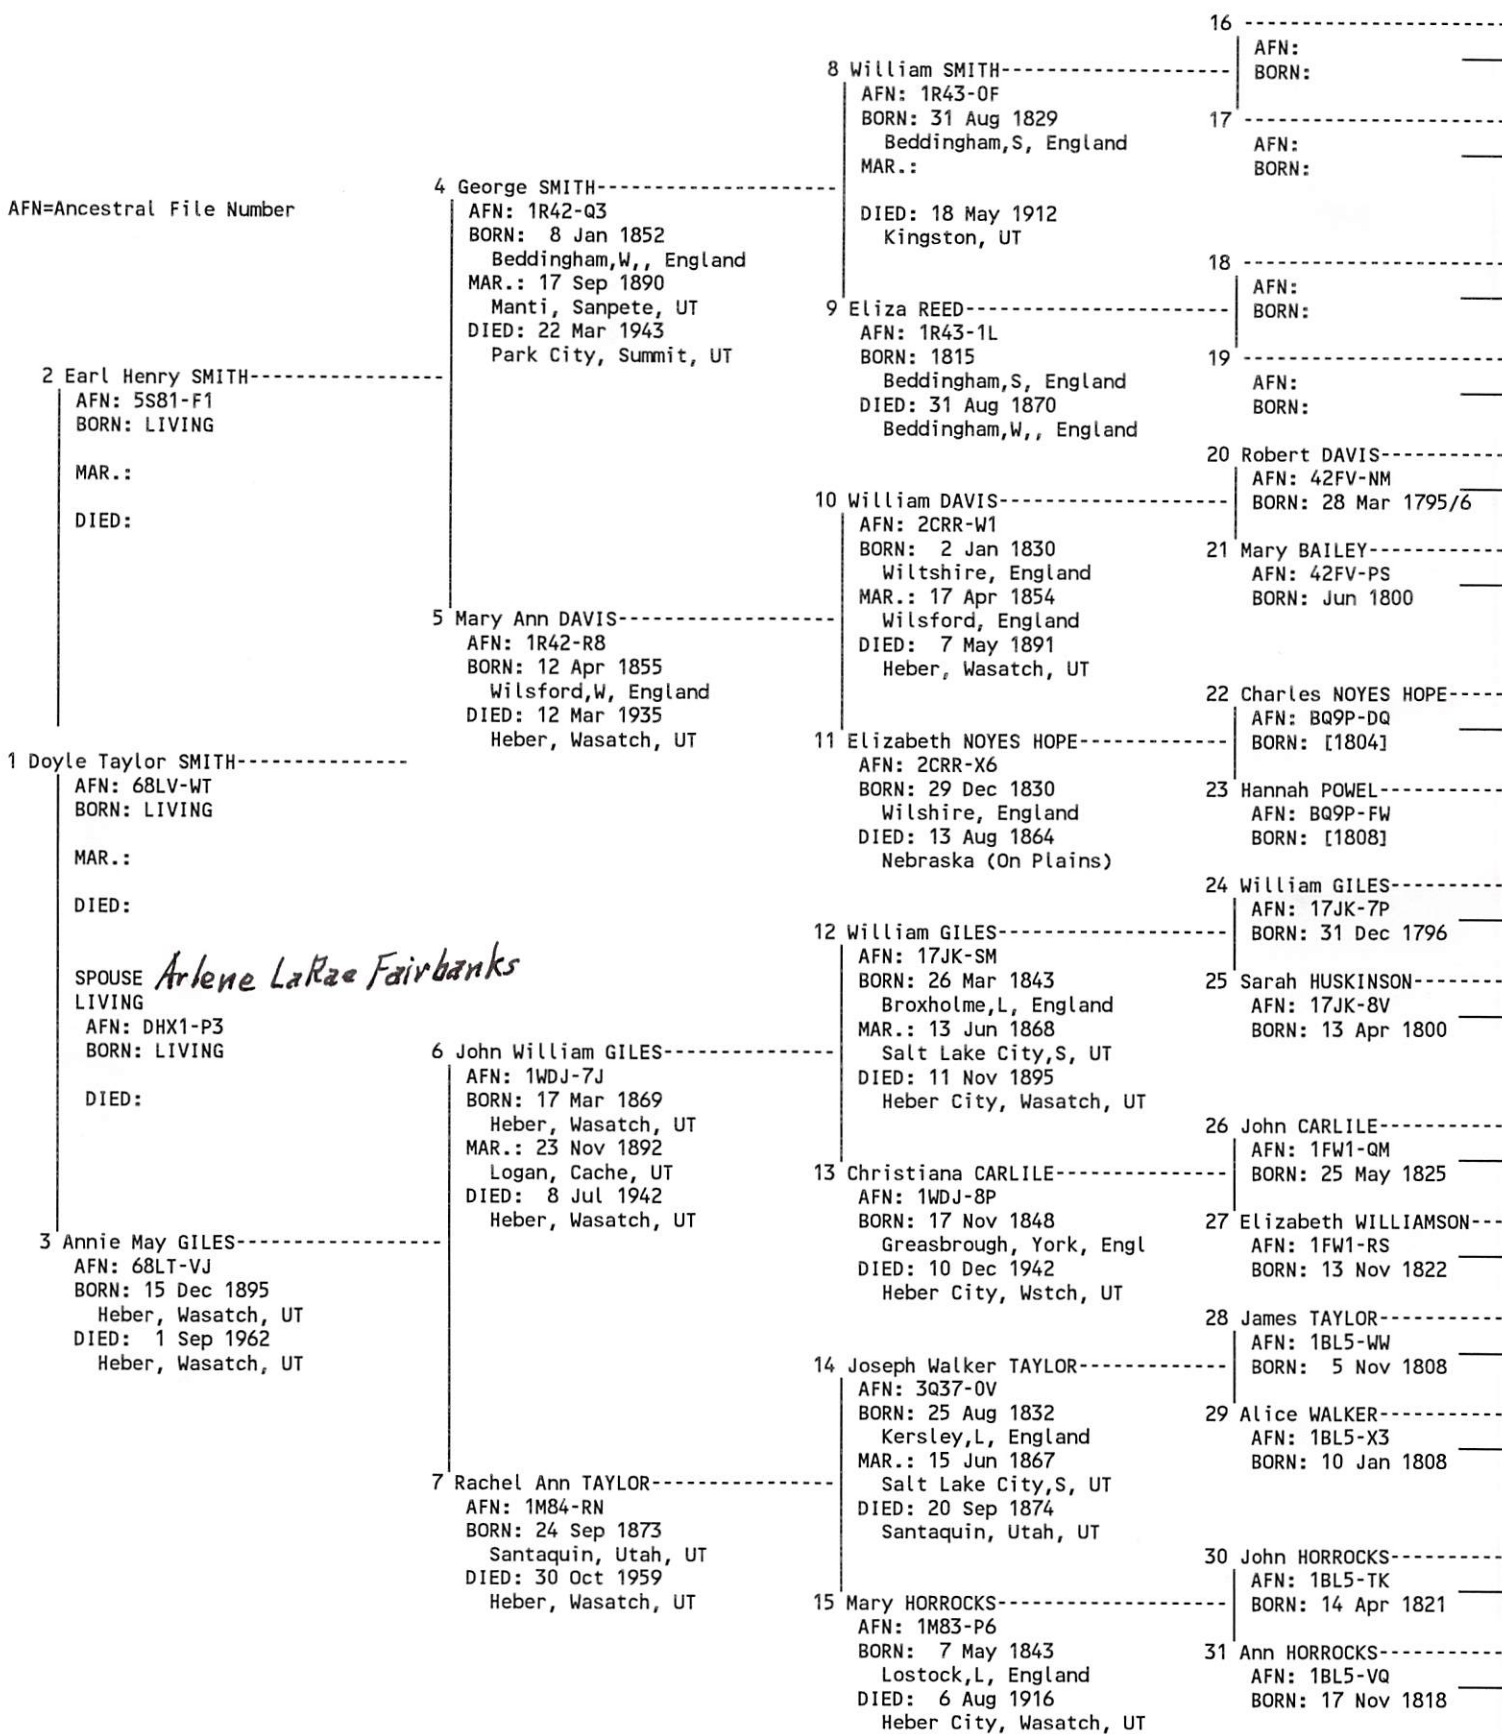 AFN=Ancestral File Number
1 Doyle Taylor SMITH--------------
AFN: 68LV-WT
BORN: LIVING
MAR.:
DIED:
SPOUSE Arlene LaRae Fairbanks
LIVING
AFN: DHX1-P3
BORN: LIVING
DIED:
2 Earl Henry SMITH----------------
AFN: 5S81-F1
BORN: LIVING
MAR.:
DIED:
3 Annie May GILES-----------------
AFN: 68LT-VJ
BORN: 15 Dec 1895
Heber, Wasatch, UT
DIED: 1 Sep 1962
Heber, Wasatch, UT
4 George SMITH--------------------
AFN: 1R42-Q3
BORN: 8 Jan 1852
Beddingham,W,, England
MAR.: 17 Sep 1890
Manti, Sanpete, UT
DIED: 22 Mar 1943
Park City, Summit, UT
5 Mary Ann DAVIS------------------
AFN: 1R42-R8
BORN: 12 Apr 1855
Wilsford,W, England
DIED: 12 Mar 1935
Heber, Wasatch, UT
6 John William GILES--------------
AFN: 1WDJ-7J
BORN: 17 Mar 1869
Heber, Wasatch, UT
MAR.: 23 Nov 1892
Logan, Cache, UT
DIED: 8 Jul 1942
Heber, Wasatch, UT
7 Rachel Ann TAYLOR---------------
AFN: 1M84-RN
BORN: 24 Sep 1873
Santaquin, Utah, UT
DIED: 30 Oct 1959
Heber, Wasatch, UT
8 William SMITH-------------------
AFN: 1R43-0F
BORN: 31 Aug 1829
Beddingham,S, England
MAR.:
DIED: 18 May 1912
Kingston, UT
9 Eliza REED----------------------
AFN: 1R43-1L
BORN: 1815
Beddingham,S, England
DIED: 31 Aug 1870
Beddingham,W,, England
10 William DAVIS-------------------
AFN: 2CRR-W1
BORN: 2 Jan 1830
Wiltshire, England
MAR.: 17 Apr 1854
Wilsford, England
DIED: 7 May 1891
Heber, Wasatch, UT
11 Elizabeth NOYES HOPE------------
AFN: 2CRR-X6
BORN: 29 Dec 1830
Wilshire, England
DIED: 13 Aug 1864
Nebraska (On Plains)
12 William GILES-------------------
AFN: 17JK-SM
BORN: 26 Mar 1843
Broxholme,L, England
MAR.: 13 Jun 1868
Salt Lake City,S, UT
DIED: 11 Nov 1895
Heber City, Wasatch, UT
13 Christiana CARLILE--------------
AFN: 1WDJ-8P
BORN: 17 Nov 1848
Greasbrough, York, Engl
DIED: 10 Dec 1942
Heber City, Wstch, UT
14 Joseph Walker TAYLOR------------
AFN: 3Q37-0V
BORN: 25 Aug 1832
Kersley,L, England
MAR.: 15 Jun 1867
Salt Lake City,S, UT
DIED: 20 Sep 1874
Santaquin, Utah, UT
15 Mary HORROCKS-------------------
AFN: 1M83-P6
BORN: 7 May 1843
Lostock,L, England
DIED: 6 Aug 1916
Heber City, Wasatch, UT
16 ----------------------
AFN:
BORN:
17 ----------------------
AFN:
BORN:
18 ----------------------
AFN:
BORN:
19 ----------------------
AFN:
BORN:
20 Robert DAVIS----------
AFN: 42FV-NM
BORN: 28 Mar 1795/6
21 Mary BAILEY-----------
AFN: 42FV-PS
BORN: Jun 1800
22 Charles NOYES HOPE----
AFN: BQ9P-DQ
BORN: [1804]
23 Hannah POWEL----------
AFN: BQ9P-FW
BORN: [1808]
24 William GILES---------
AFN: 17JK-7P
BORN: 31 Dec 1796
25 Sarah HUSKINSON-------
AFN: 17JK-8V
BORN: 13 Apr 1800
26 John CARLILE----------
AFN: 1FW1-QM
BORN: 25 May 1825
27 Elizabeth WILLIAMSON---
AFN: 1FW1-RS
BORN: 13 Nov 1822
28 James TAYLOR----------
AFN: 1BL5-WW
BORN: 5 Nov 1808
29 Alice WALKER----------
AFN: 1BL5-X3
BORN: 10 Jan 1808
30 John HORROCKS---------
AFN: 1BL5-TK
BORN: 14 Apr 1821
31 Ann HORROCKS----------
AFN: 1BL5-VQ
BORN: 17 Nov 1818